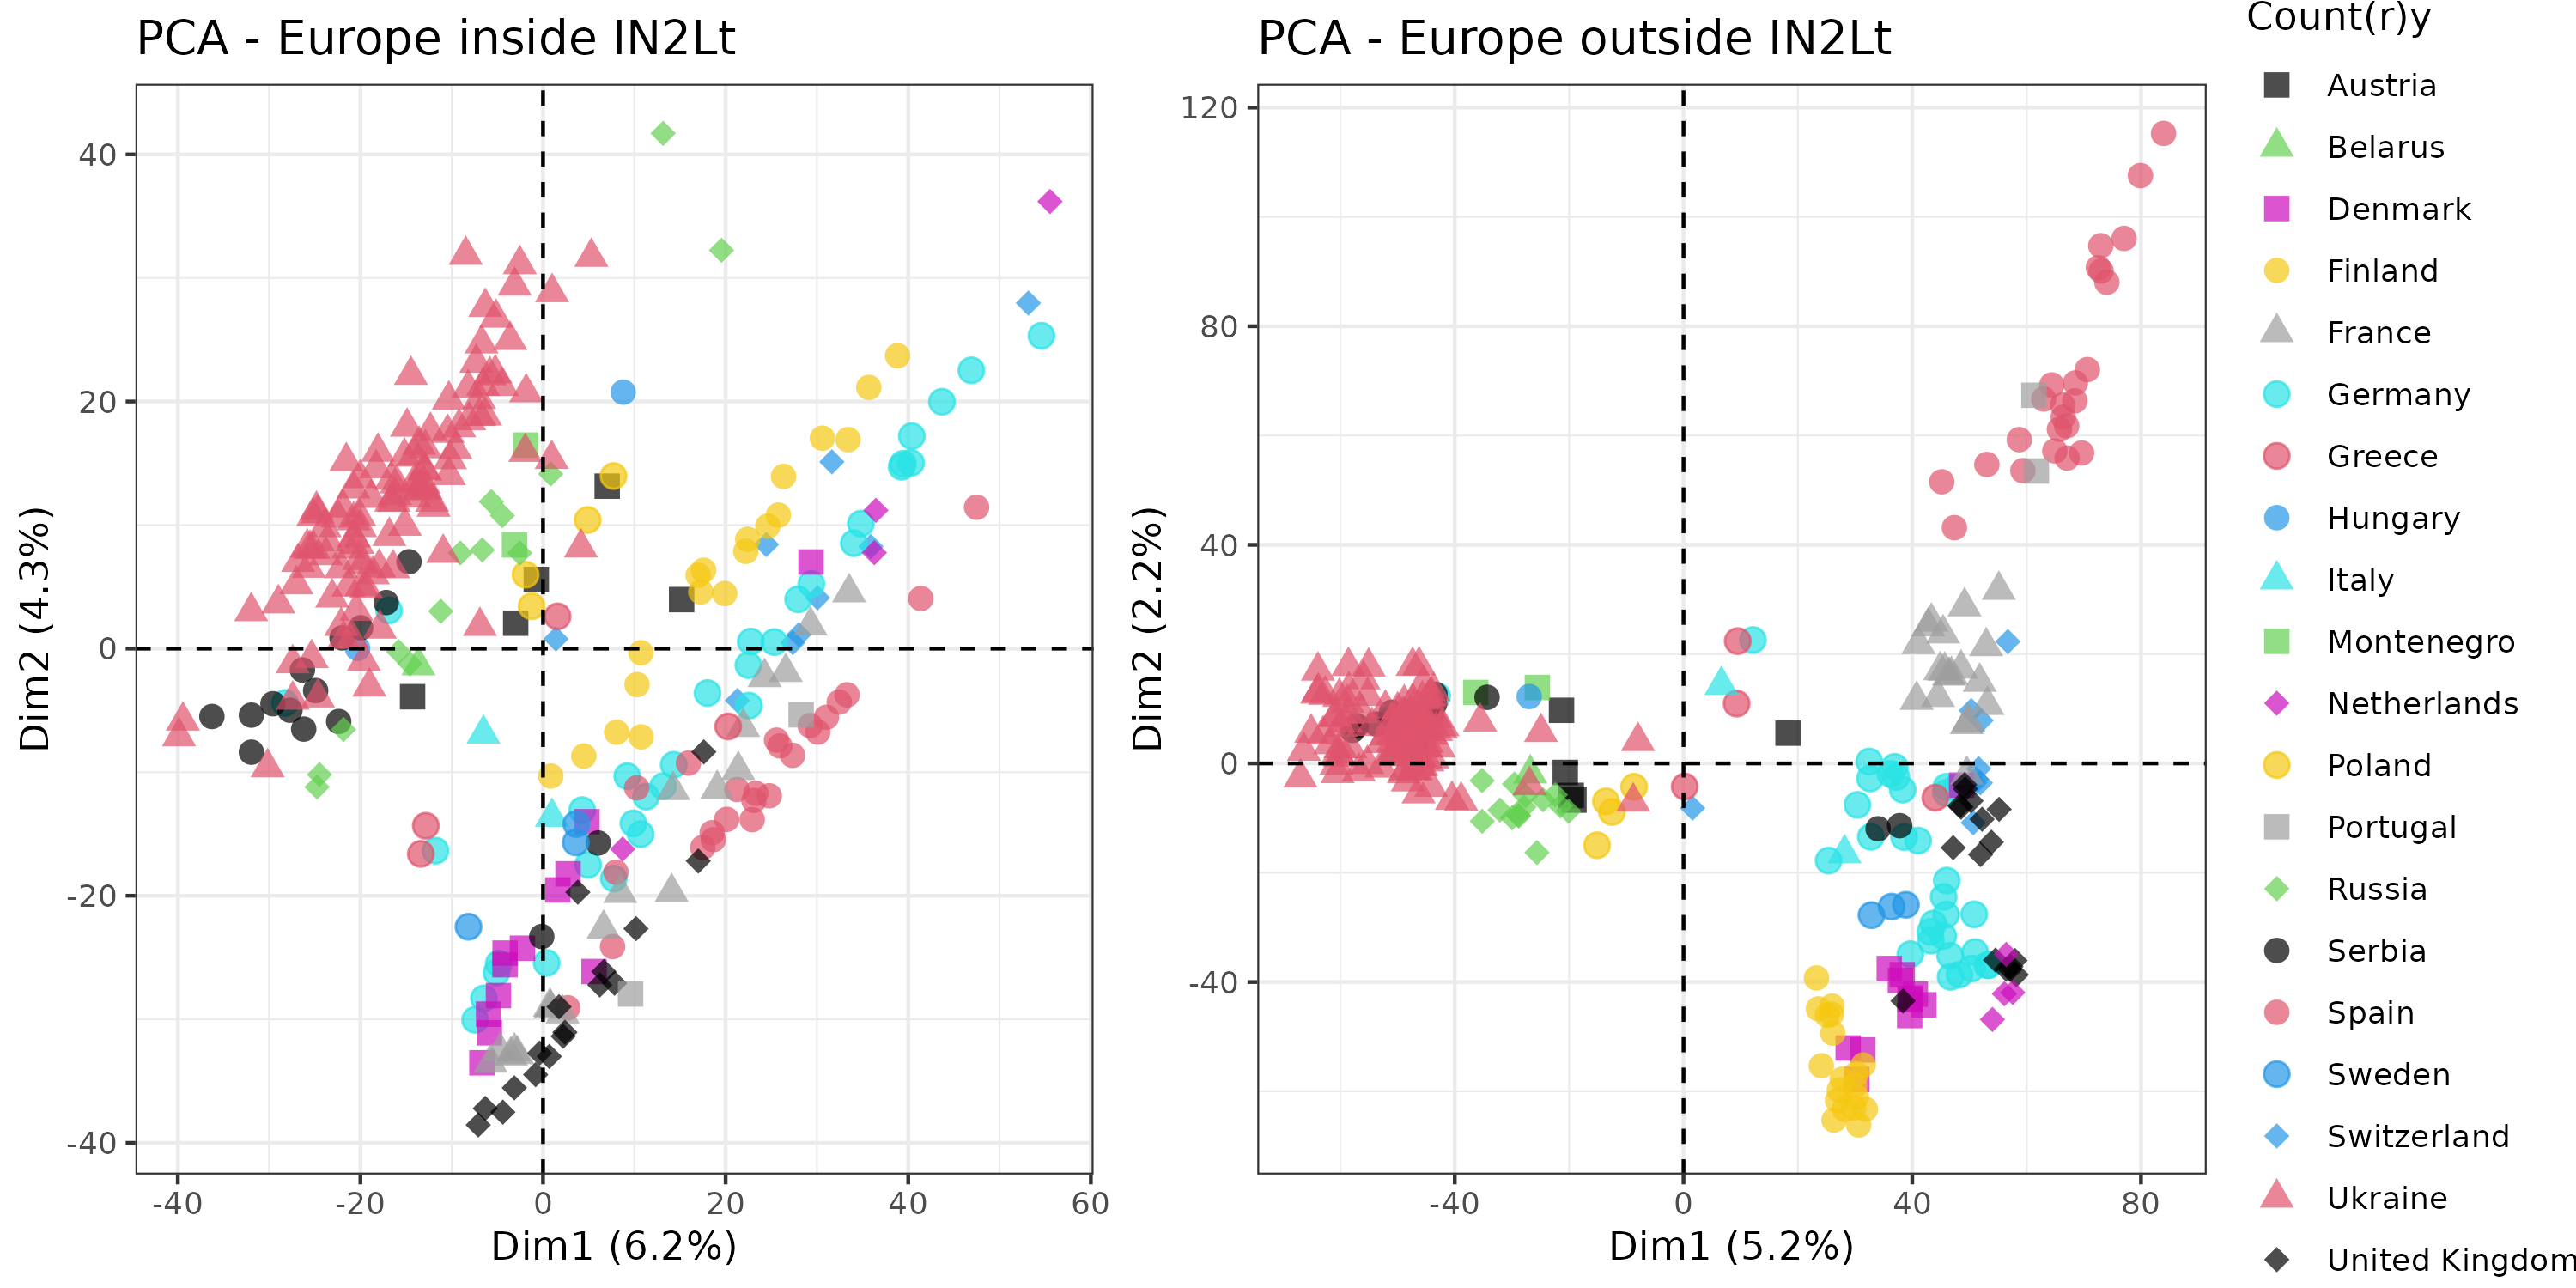 PCA - Europe inside IN2Lt
40
20
0
-20
-40
Dim2 (4.3%)
-40
-20
0
20
40
60
Dim1 (6.2%)
PCA - Europe outside IN2Lt
120
80
40
0
-40
Dim2 (2.2%)
-40
0
40
80
Dim1 (5.2%)
Count(r)y
Austria
Belarus
Denmark
Finland
France
Germany
Greece
Hungary
Italy
Montenegro
Netherlands
Poland
Portugal
Russia
Serbia
Spain
Sweden
Switzerland
Ukraine
United Kingdom